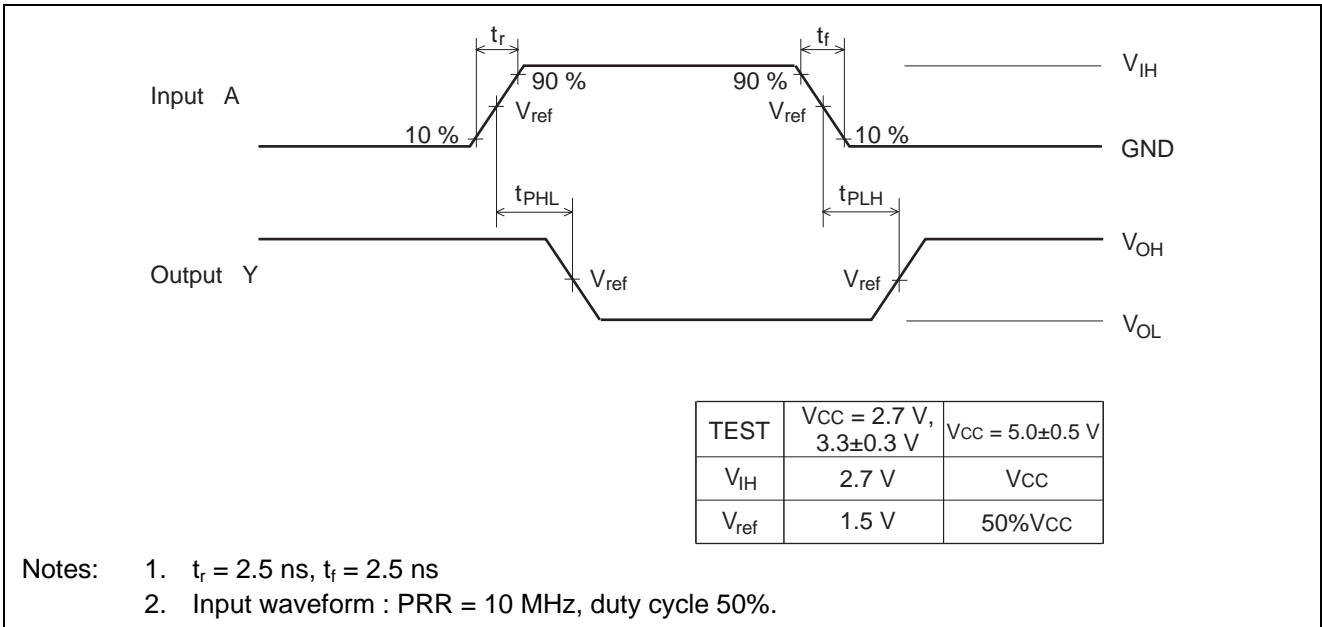 tr
tf
VIH
Input A
90 %
90 %
Vref
Vref
10 %
10 %
GND
tPHL
tPLH
VOH
Output Y
Vref
Vref
VOL
TEST
VCC = 2.7 V,
3.3±0.3 V
VCC = 5.0±0.5 V
VIH
2.7 V
VCC
Vref
1.5 V
50%VCC
Notes: 1. tr = 2.5 ns, tf = 2.5 ns
2. Input waveform : PRR = 10 MHz, duty cycle 50%.